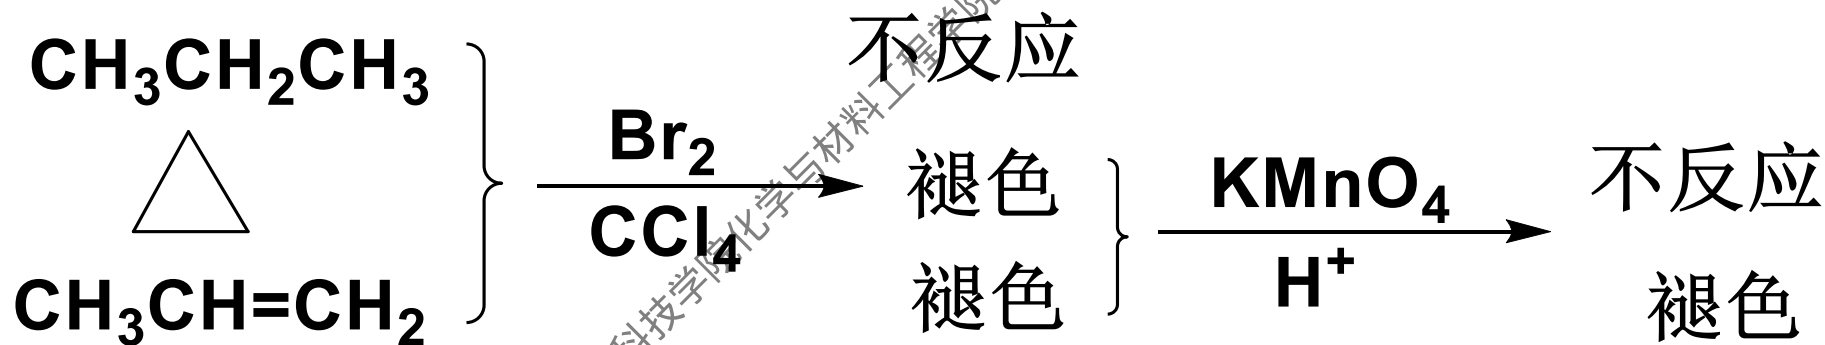 CH₃CH₂CH₃
CH₃CH=CH₂
Br₂
CCl₄
不反应
褪色
褪色
KMnO₄
H⁺
不反应
褪色
科技学院化学与材料工程学院